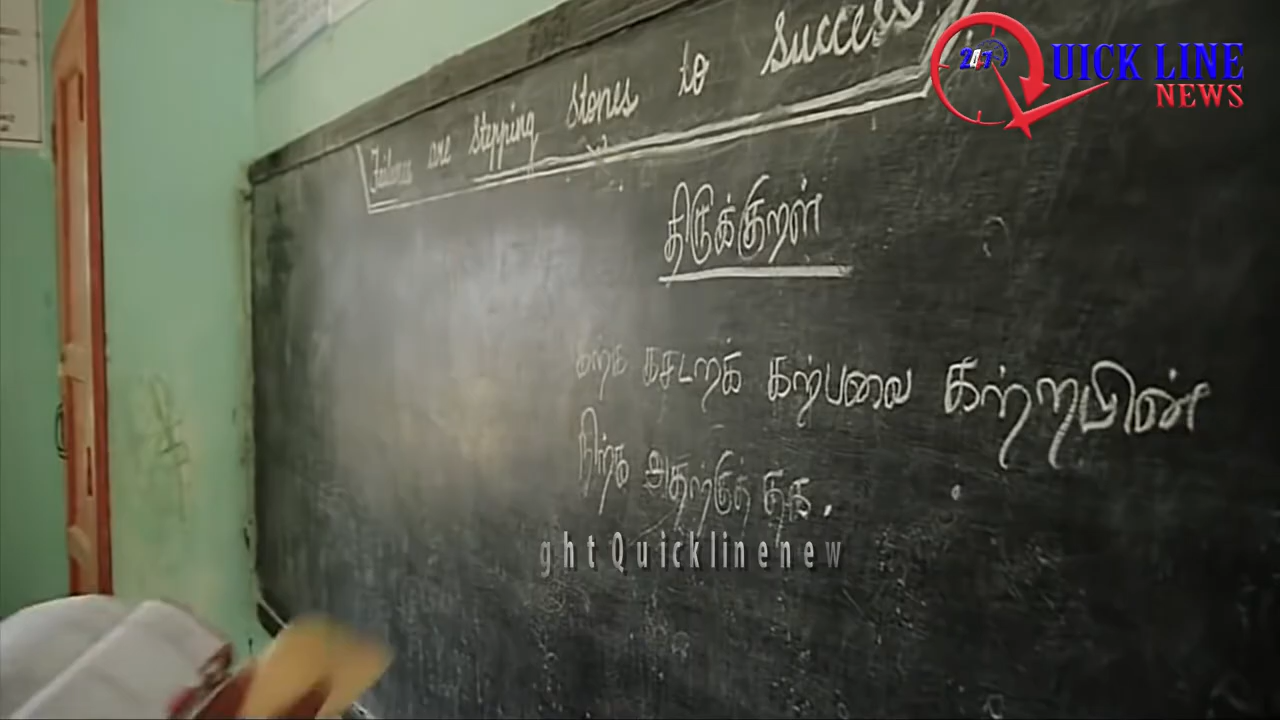 Failures are stepping stones to success
24x7
QUICK LINE
NEWS
திருக்குறள்
கற்க கசடறக் கற்பவை கற்றபின்
நிற்க அதற்குத் தக.
ght Quicklinenew